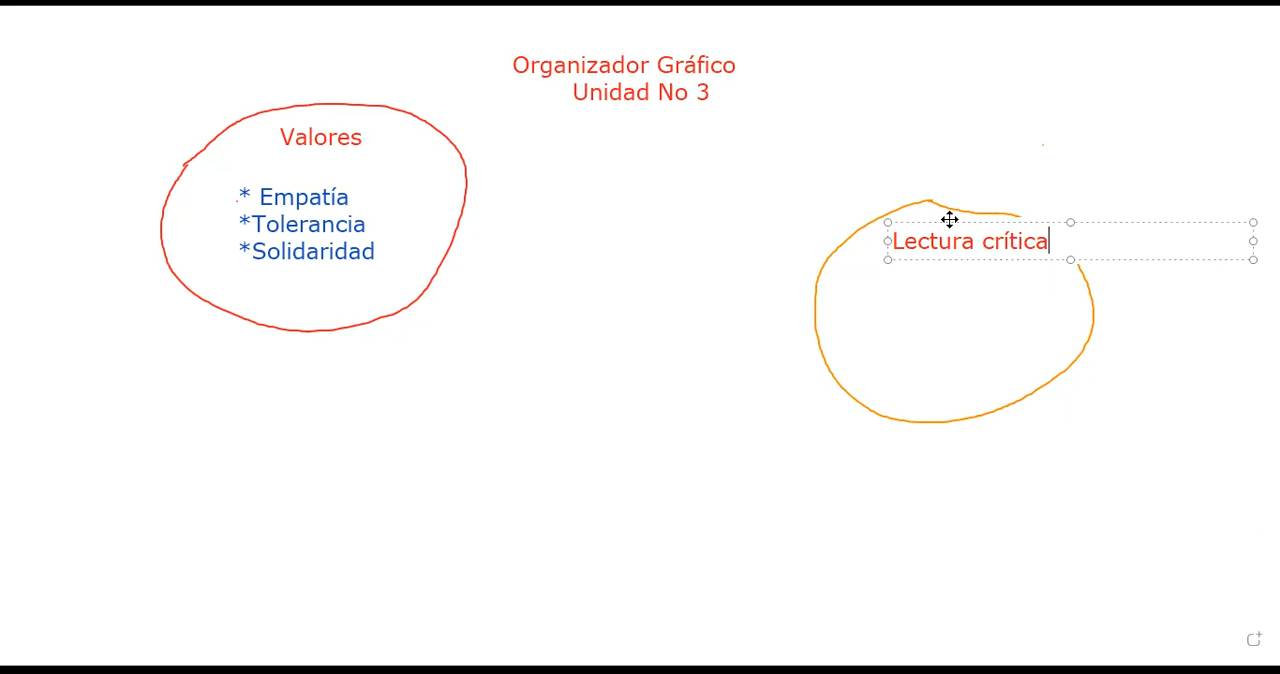 Organizador Gráfico
Unidad No 3
Valores
* Empatía
*Tolerancia
*Solidaridad
Lectura crítica